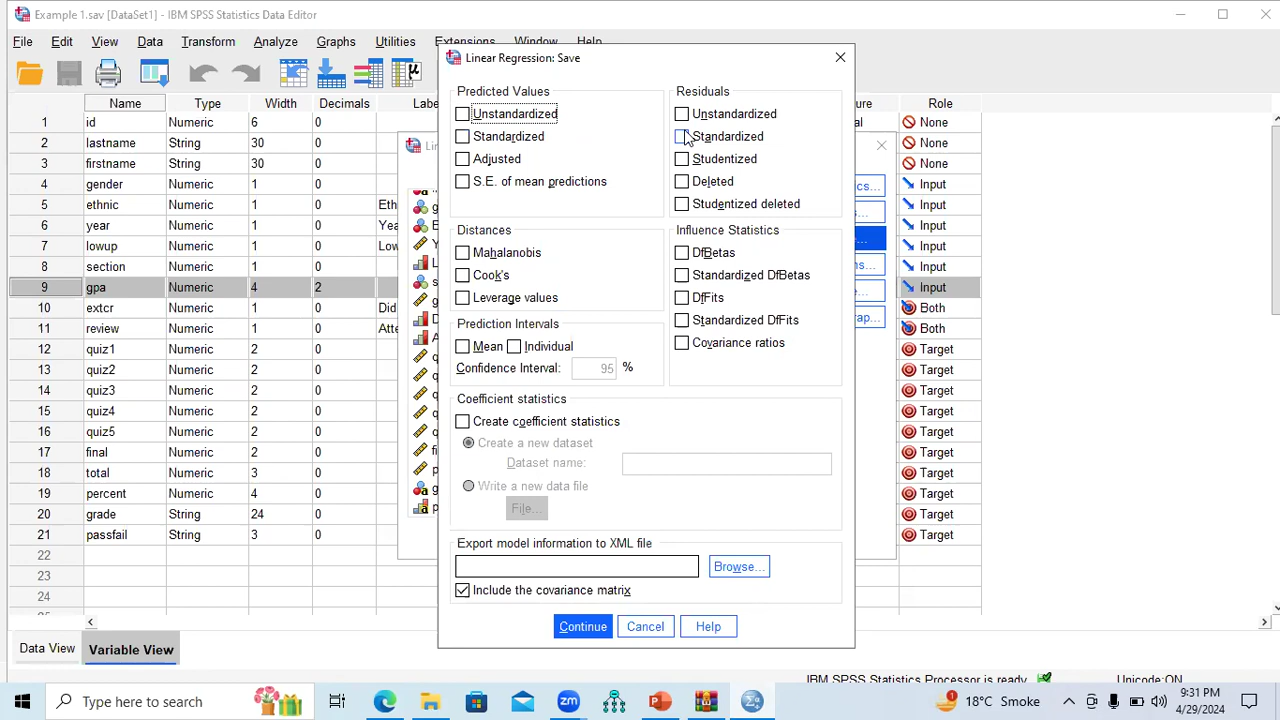 Example 1.sav [DataSet1] - IBM SPSS Statistics Data Editor
File Edit View Data Transform Graphs Analyze Utilities Extensions Window Help
Linear Regression: Save
Name Type Width Decimals Labe ure Role
1 id Numeric 6 0 al None
2 lastname String 30 0 None
3 firstname String 30 0 None
4 gender Numeric 1 0 Input
5 ethnic Numeric 1 0 Eth Input
6 year Numeric 1 0 Yea Input
7 lowup Numeric 1 0 Low Input
8 section Numeric 1 0 Input
9 gpa Numeric 4 2 Input
10 extcr Numeric 1 0 Did Both
11 review Numeric 1 0 Atte Both
12 quiz1 Numeric 2 0 Target
13 quiz2 Numeric 2 0 Target
14 quiz3 Numeric 2 0 Target
15 quiz4 Numeric 2 0 Target
16 quiz5 Numeric 2 0 Target
17 final Numeric 2 0 Target
18 total Numeric 3 0 Target
19 percent Numeric 4 0 Target
20 grade String 24 0 Target
21 passfail String 3 0 Target
22
23
24
Predicted Values
Unstandardized
Standardized
Adjusted
S.E. of mean predictions
Residuals
Unstandardized
Standardized
Studentized
Deleted
Studentized deleted
Distances
Mahalanobis
Cook's
Leverage values
Influence Statistics
DfBetas
Standardized DfBetas
DfFits
Standardized DfFits
Covariance ratios
Prediction Intervals
Mean Individual
Confidence Interval: 95 %
Coefficient statistics
Create coefficient statistics
Create a new dataset
Dataset name:
Write a new data file
File...
Export model information to XML file
Browse...
Include the covariance matrix
Continue Cancel Help
Data View Variable View
IBM SPSS Statistics Processor is ready Unicode:ON
Type here to search
18°C Smoke
9:31 PM
4/29/2024